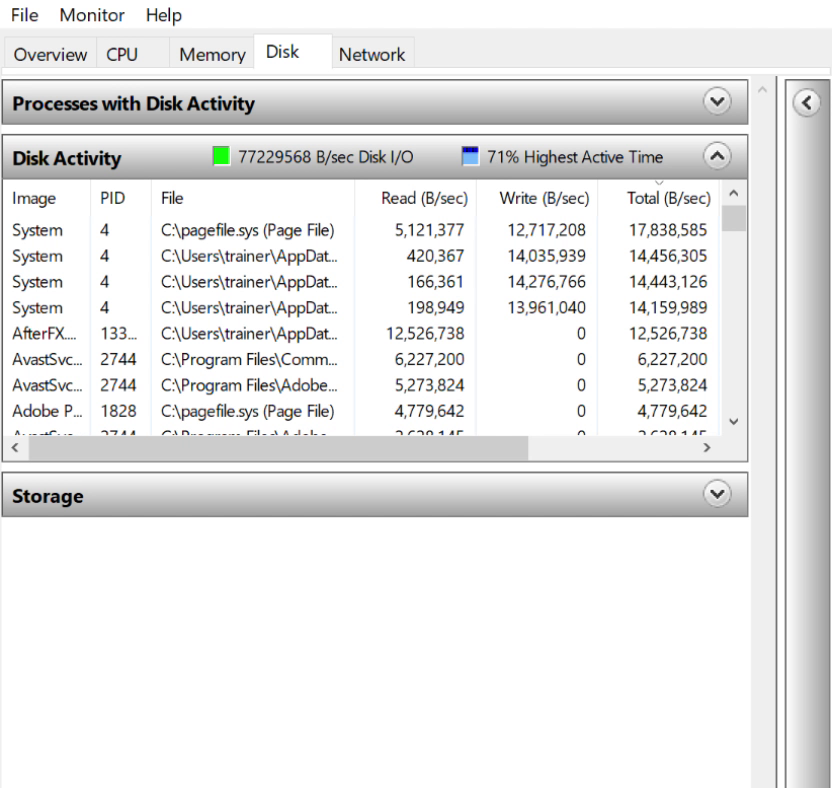 File Monitor Help
Overview CPU Memory Disk Network
Processes with Disk Activity
Disk Activity 77229568 B/sec Disk I/O 71% Highest Active Time
Image PID File Read (B/sec) Write (B/sec) Total (B/sec)
System 4 C:\pagefile.sys (Page File) 5,121,377 12,717,208 17,838,585
System 4 C:\Users\trainer\AppDat... 420,367 14,035,939 14,456,305
System 4 C:\Users\trainer\AppDat... 166,361 14,276,766 14,443,126
System 4 C:\Users\trainer\AppDat... 198,949 13,961,040 14,159,989
AfterFX.... 133... C:\Users\trainer\AppDat... 12,526,738 0 12,526,738
AvastSvc... 2744 C:\Program Files\Comm... 6,227,200 0 6,227,200
AvastSvc... 2744 C:\Program Files\Adobe... 5,273,824 0 5,273,824
Adobe P... 1828 C:\pagefile.sys (Page File) 4,779,642 0 4,779,642
Storage